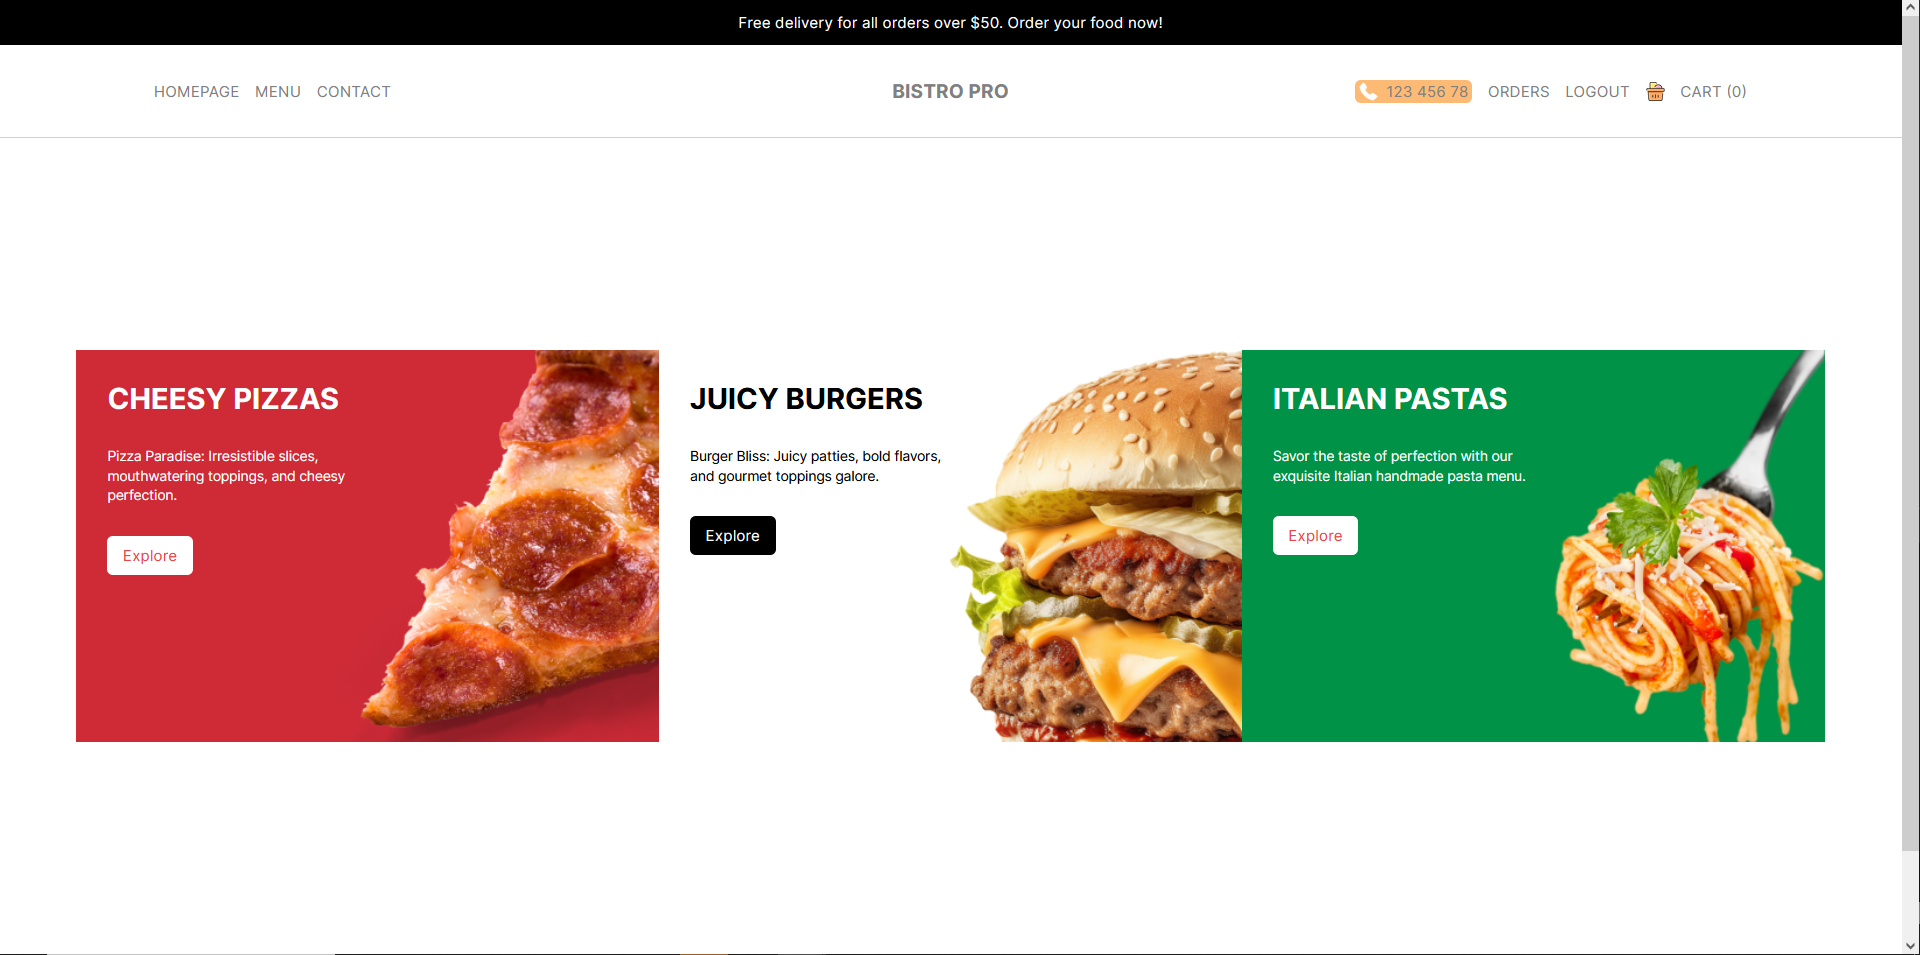 Free delivery for all orders over $50. Order your food now!
HOMEPAGE MENU CONTACT
BISTRO PRO
123 456 78 ORDERS LOGOUT CART (0)
CHEESY PIZZAS
Pizza Paradise: Irresistible slices,
mouthwatering toppings, and cheesy
perfection.
Explore
JUICY BURGERS
Burger Bliss: Juicy patties, bold flavors,
and gourmet toppings galore.
Explore
ITALIAN PASTAS
Savor the taste of perfection with our
exquisite Italian handmade pasta menu.
Explore